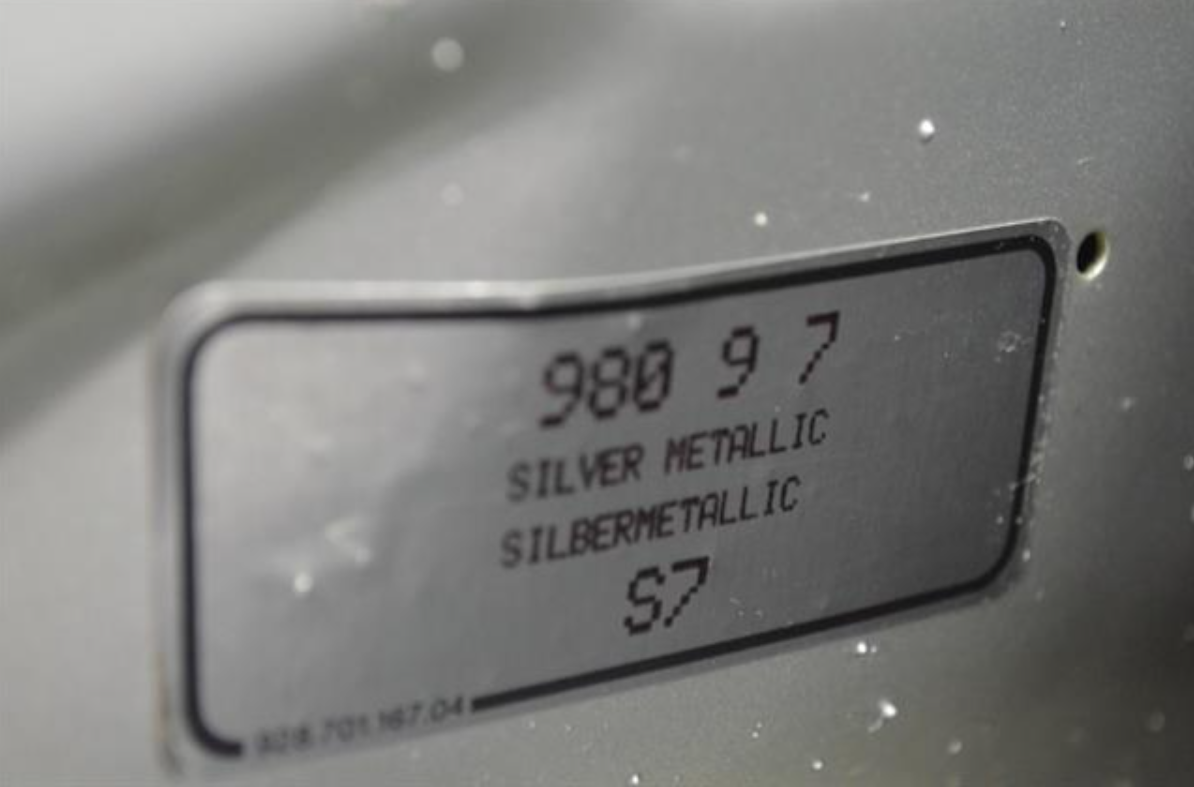 980 9 7
SILVER METALLIC
SILBERMETALLIC
S7
928.701.167.04